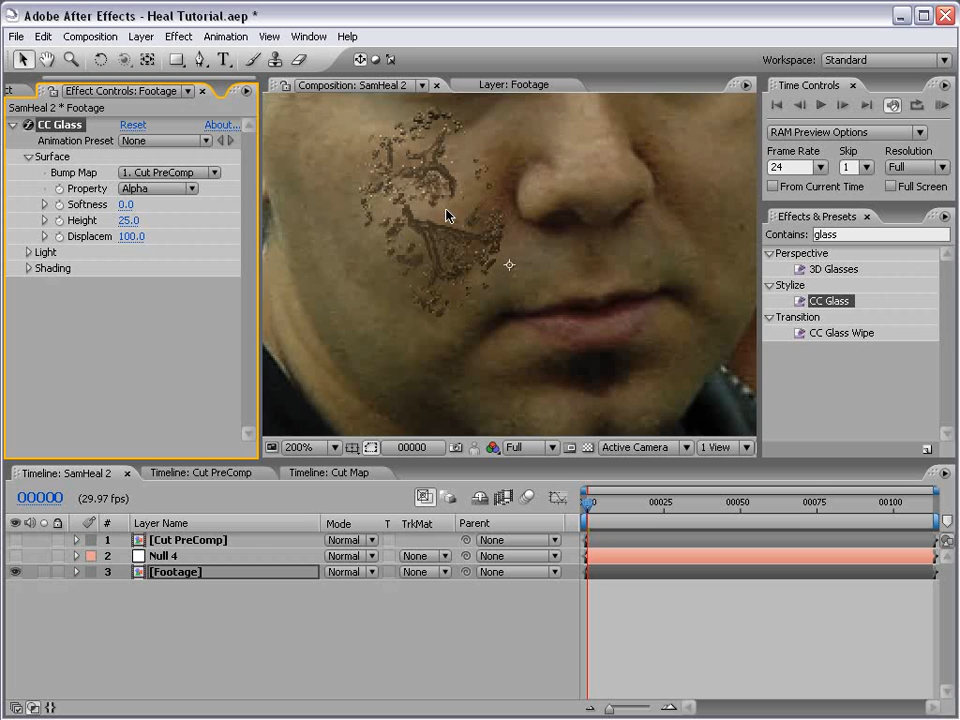 Adobe After Effects - Heal Tutorial.aep *
File Edit Composition Layer Effect Animation View Window Help
Workspace: Standard
ct Effect Controls: Footage
SamHeal 2 * Footage
CC Glass Reset About...
Animation Preset None
Surface
Bump Map 1. Cut PreComp
Property Alpha
Softness 0.0
Height 25.0
Displacem 100.0
Light
Shading
Composition: SamHeal 2 Layer: Footage
200% 00000 Full Active Camera 1 View
Time Controls
RAM Preview Options
Frame Rate Skip Resolution
24 1 Full
From Current Time Full Screen
Effects & Presets
Contains: glass
Perspective
3D Glasses
Stylize
CC Glass
Transition
CC Glass Wipe
Timeline: SamHeal 2 Timeline: Cut PreComp Timeline: Cut Map
00000 (29.97 fps)
00025 00050 00075 00100
# Layer Name Mode T TrkMat Parent
1 [Cut PreComp] Normal None
2 Null 4 Normal None None
3 [Footage] Normal None None